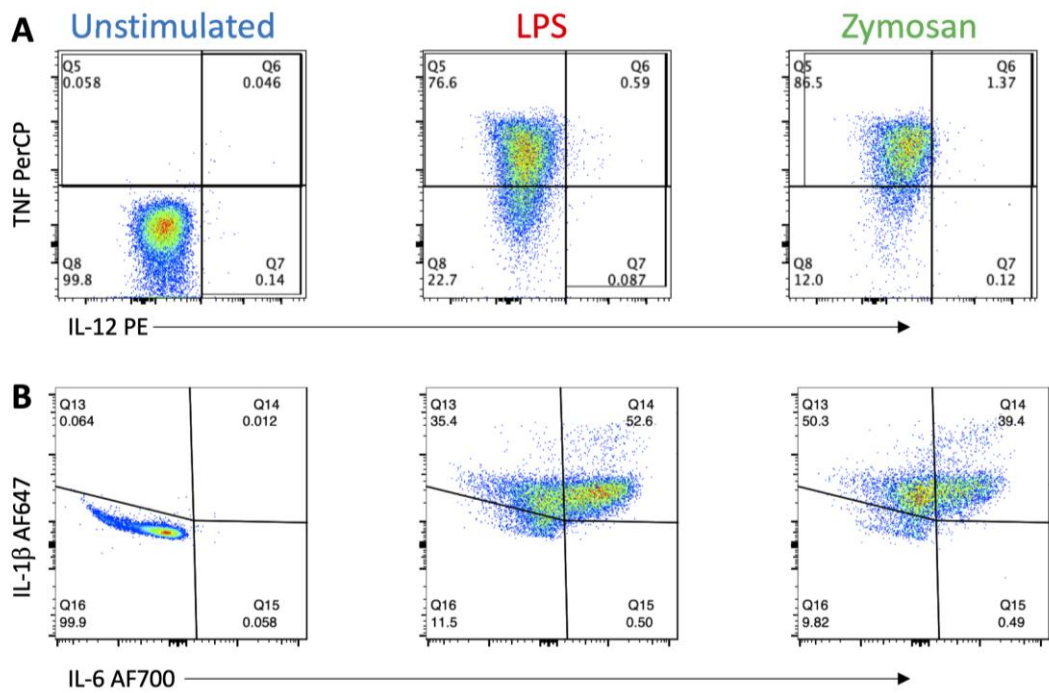 Unstimulated
LPS
Zymosan
A
TNF PerCP
Q5
0.058
Q6
0.046
Q8
99.8
Q7
0.14
Q5
76.6
Q6
0.59
Q8
22.7
Q7
0.087
Q5
86.5
Q6
1.37
Q8
12.0
Q7
0.12
IL-12 PE
B
IL-1β AF647
Q13
0.064
Q14
0.012
Q16
99.9
Q15
0.058
Q13
35.4
Q14
52.6
Q16
11.5
Q15
0.50
Q13
50.3
Q14
39.4
Q16
9.82
Q15
0.49
IL-6 AF700